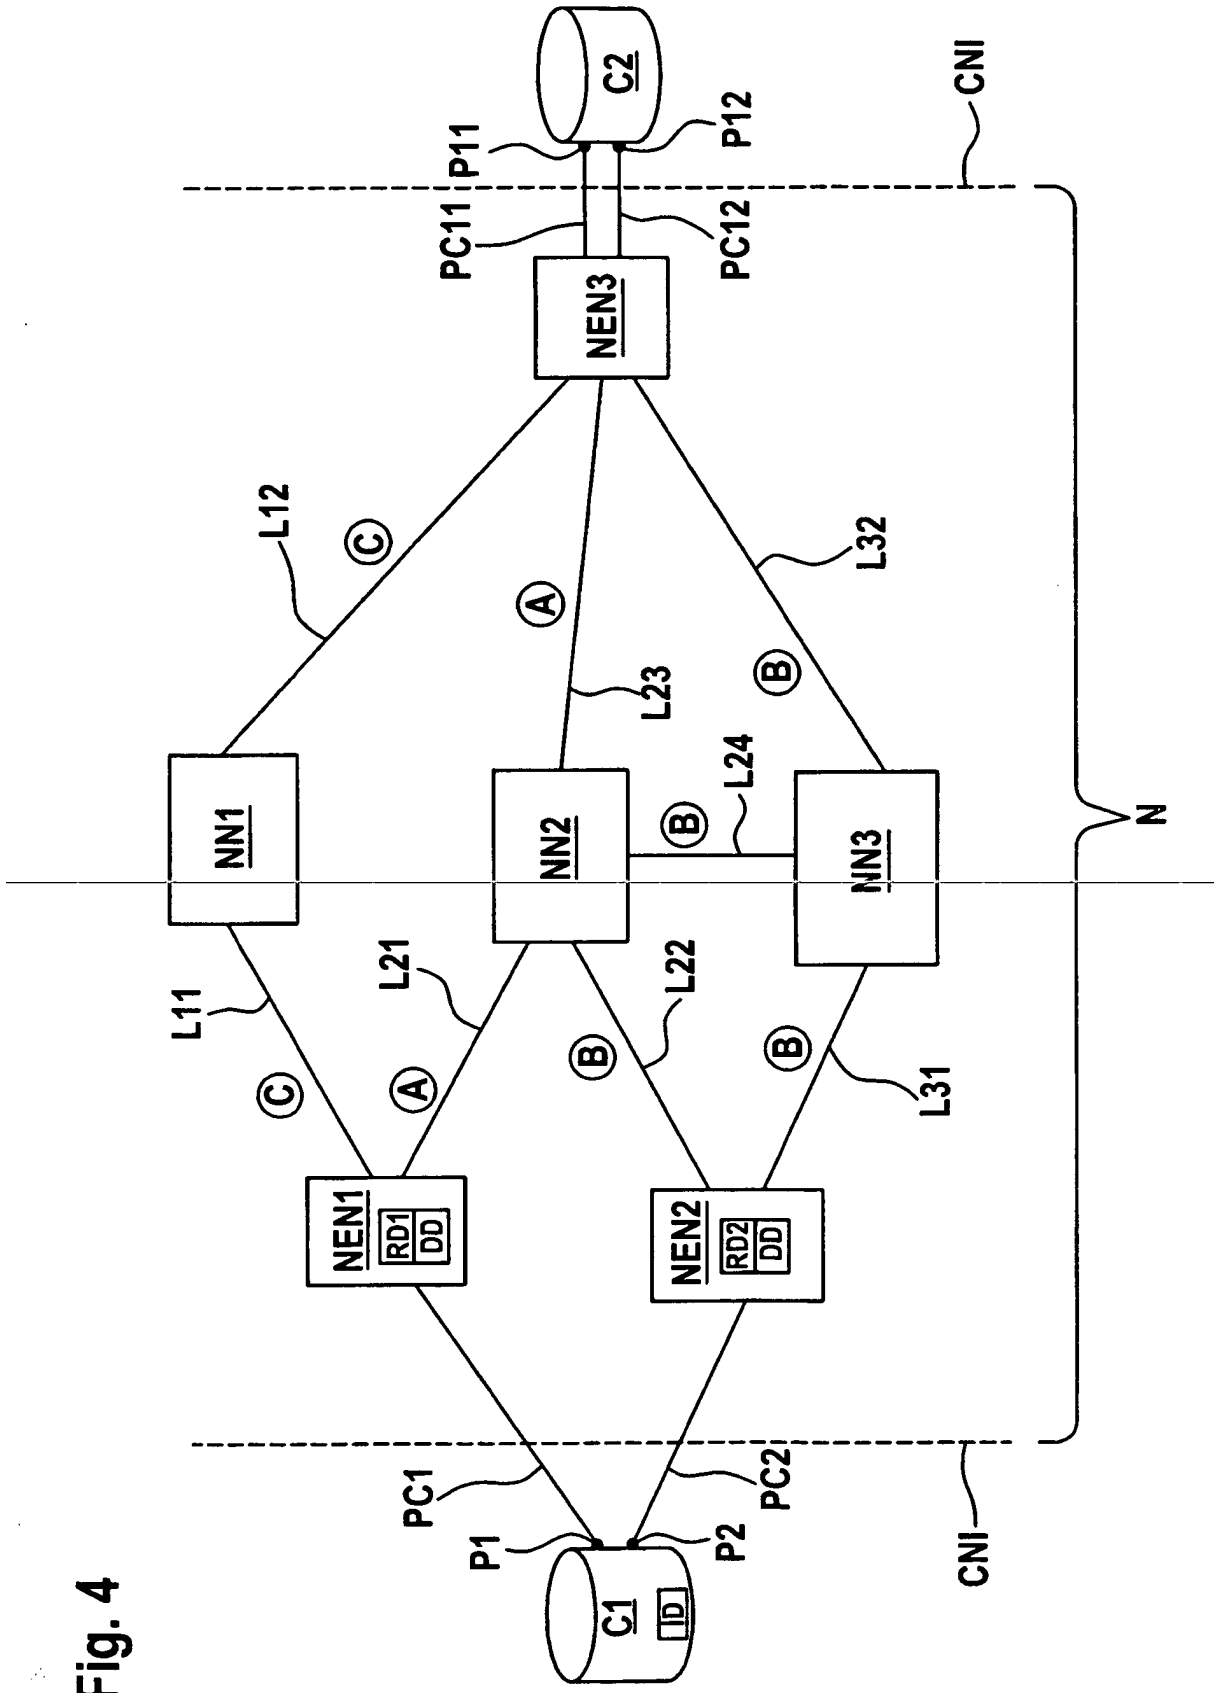 Fig. 4
C1
ID
P1
P2
PC1
PC2
CNI
NEN1
RD1
DD
NEN2
RD2
DD
C
L11
A
L21
B
L22
B
L31
NN1
NN2
NN3
B
L24
L12
C
A
L23
B
L32
NEN3
PC11
PC12
P11
P12
C2
CNI
N